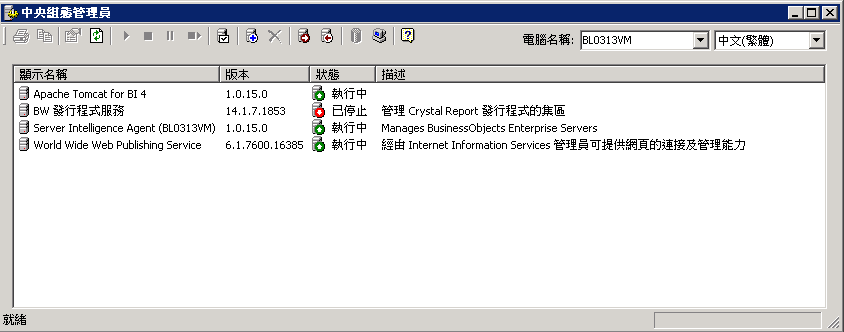 中央組態管理員
電腦名稱: BL0313VM 中文(繁體)
顯示名稱 版本 狀態 描述
Apache Tomcat for BI 4 1.0.15.0 執行中
BW 發行程式服務 14.1.7.1853 已停止 管理 Crystal Report 發行程式的集區
Server Intelligence Agent (BL0313VM) 1.0.15.0 執行中 Manages BusinessObjects Enterprise Servers
World Wide Web Publishing Service 6.1.7600.16385 執行中 經由 Internet Information Services 管理員可提供網頁的連接及管理能力
就緒